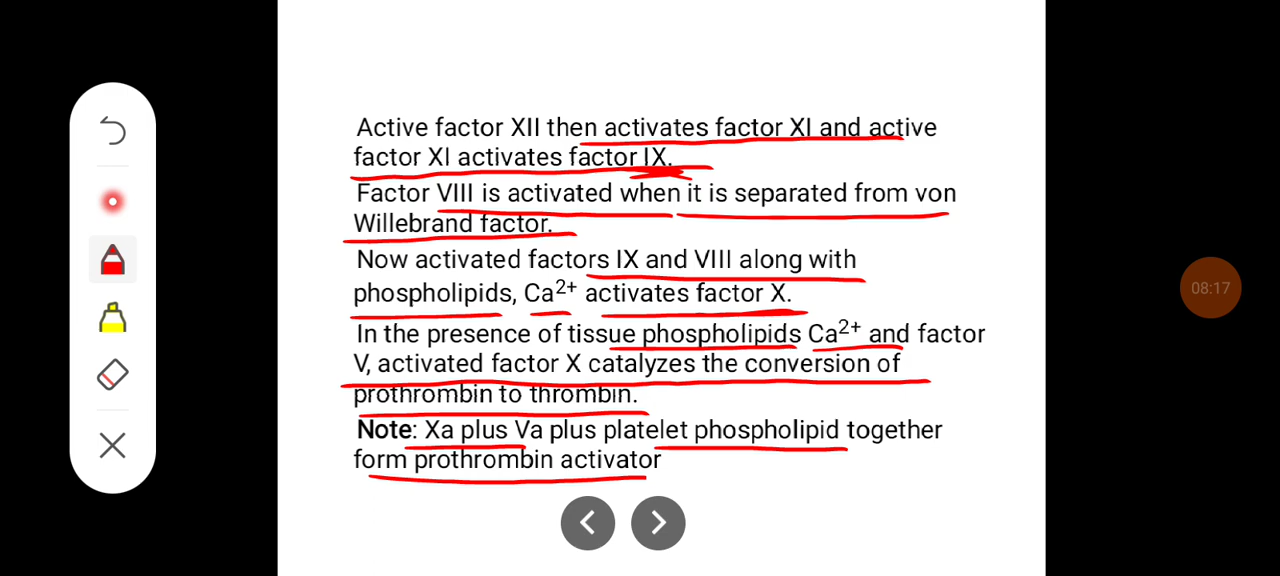 Active factor XII then activates factor XI and active
factor XI activates factor IX.
Factor VIII is activated when it is separated from von
Willebrand factor.
Now activated factors IX and VIII along with
phospholipids, Ca²⁺ activates factor X.
In the presence of tissue phospholipids Ca²⁺ and factor
V, activated factor X catalyzes the conversion of
prothrombin to thrombin.
Note: Xa plus Va plus platelet phospholipid together
form prothrombin activator
08:17